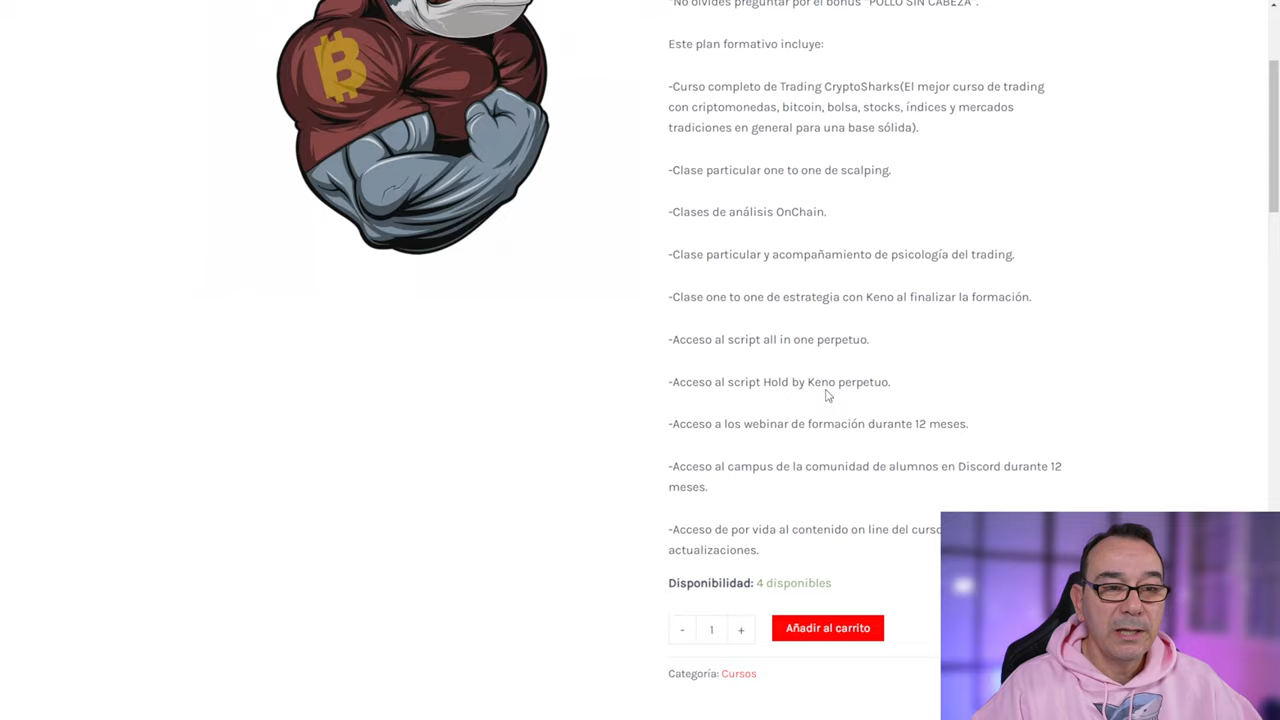 "No olvides preguntar por el bonus "POLLO SIN CABEZA".
Este plan formativo incluye:
-Curso completo de Trading CryptoSharks(El mejor curso de trading
con criptomonedas, bitcoin, bolsa, stocks, índices y mercados
tradiciones en general para una base sólida).
-Clase particular one to one de scalping.
-Clases de análisis OnChain.
-Clase particular y acompañamiento de psicología del trading.
-Clase one to one de estrategia con Keno al finalizar la formación.
-Acceso al script all in one perpetuo.
-Acceso al script Hold by Keno perpetuo.
-Acceso a los webinar de formación durante 12 meses.
-Acceso al campus de la comunidad de alumnos en Discord durante 12
meses.
-Acceso de por vida al contenido on line del curso
actualizaciones.
Disponibilidad: 4 disponibles
- 1 +
Añadir al carrito
Categoría: Cursos